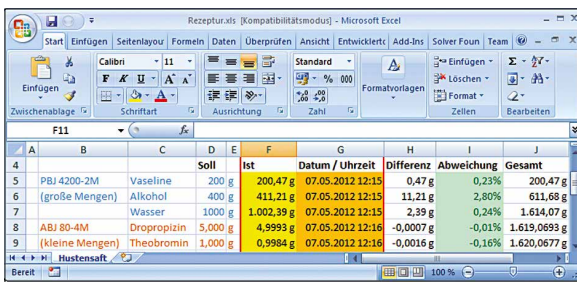 Rezeptur.xls [Kompatibilitätsmodus] - Microsoft Excel
Start Einfügen Seitenlayour Formeln Daten Überprüfen Ansicht Entwicklertc Add-Ins Solver Foun Team
Calibri 11 Standard Einfügen
Einfügen F K U A A % 000 Formatvorlagen Löschen
A ,00 ,00 Format
Zwischenablage Schriftart Ausrichtung Zahl Zellen Bearbeiten
F11 fx
A B C D E F G H I J
4 Soll Ist Datum / Uhrzeit Differenz Abweichung Gesamt
5 PBJ 4200-2M Vaseline 200 g 200,47 g 07.05.2012 12:15 0,47 g 0,23% 200,47 g
6 (große Mengen) Alkohol 400 g 411,21 g 07.05.2012 12:15 11,21 g 2,80% 611,68 g
7 Wasser 1000 g 1.002,39 g 07.05.2012 12:15 2,39 g 0,24% 1.614,07 g
8 ABJ 80-4M Dropropizin 5,000 g 4,9993 g 07.05.2012 12:16 -0,0007 g -0,01% 1.619,0693 g
9 (kleine Mengen) Theobromin 1,000 g 0,9984 g 07.05.2012 12:16 -0,0016 g -0,16% 1.620,0677 g
Hustensaft
Bereit 100 %